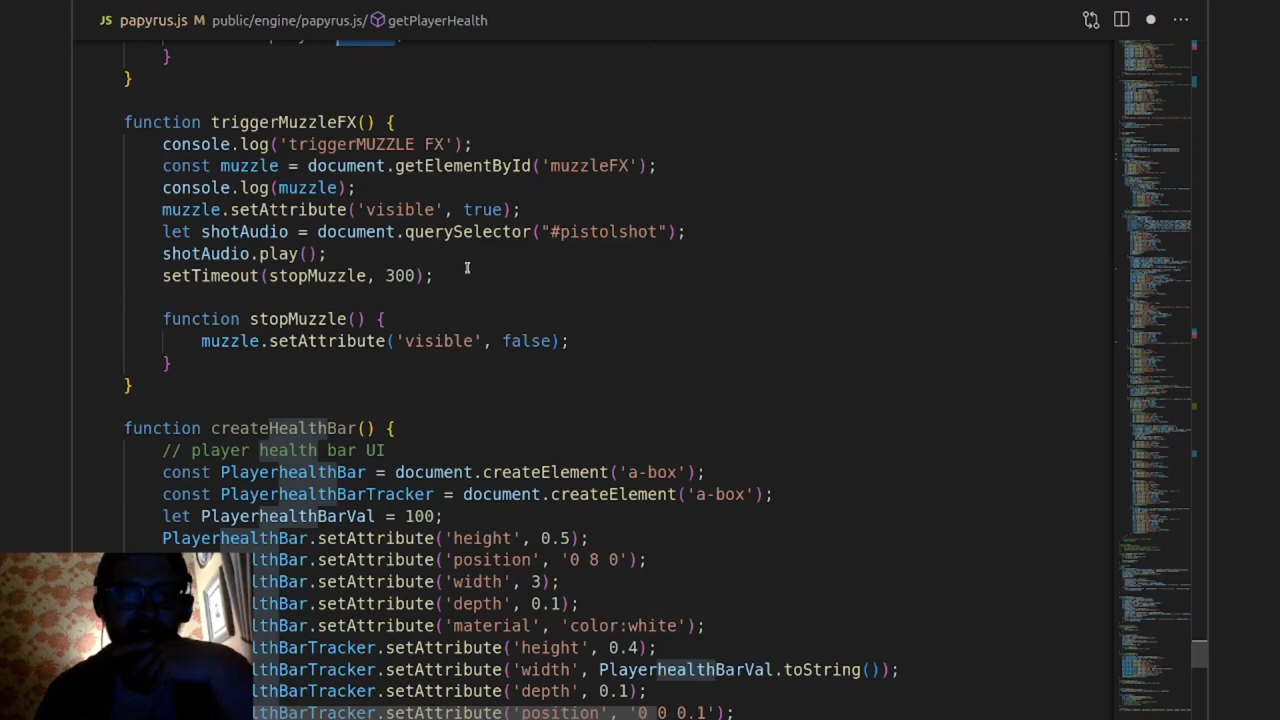 JS papyrus.js M public/engine/papyrus.js/ getPlayerHealth ...
}
}
function triggerMuzzleFX() {
console.log('triggerMUZZLE FX');
const muzzle = document.getElementById('muzzleFX');
console.log(muzzle);
muzzle.setAttribute('visible', true);
let shotAudio = document.querySelector("#pistolshot");
shotAudio.play();
setTimeout(stopMuzzle, 300);
function stopMuzzle() {
muzzle.setAttribute('visible', false);
}
}
function createHealthBar() {
// player health bar UI
const PlayerhealthBar = document.createElement('a-box');
const PlayerhealthBarTracker = document.createElement('a-box');
let PlayerhealthBarVal = 100;
PlayerhealthBar.setAttribute('height', 0.5);
lthBar.setAttribute('position', '0 8 0');
lthBar.setAttribute('width', 3);
lthBar.setAttribute('depth', 0.1);
lthBar.setAttribute('material', 'color:white');
lthBarTracker.setAttribute('height', 0.4);
lthBarTracker.setAttribute('width', PlayerhealthBarVal.toString());
lthBarTracker.setAttribute('depth', 0.1);
lthBarTracker.setAttribute('position', '0 0 0.1');